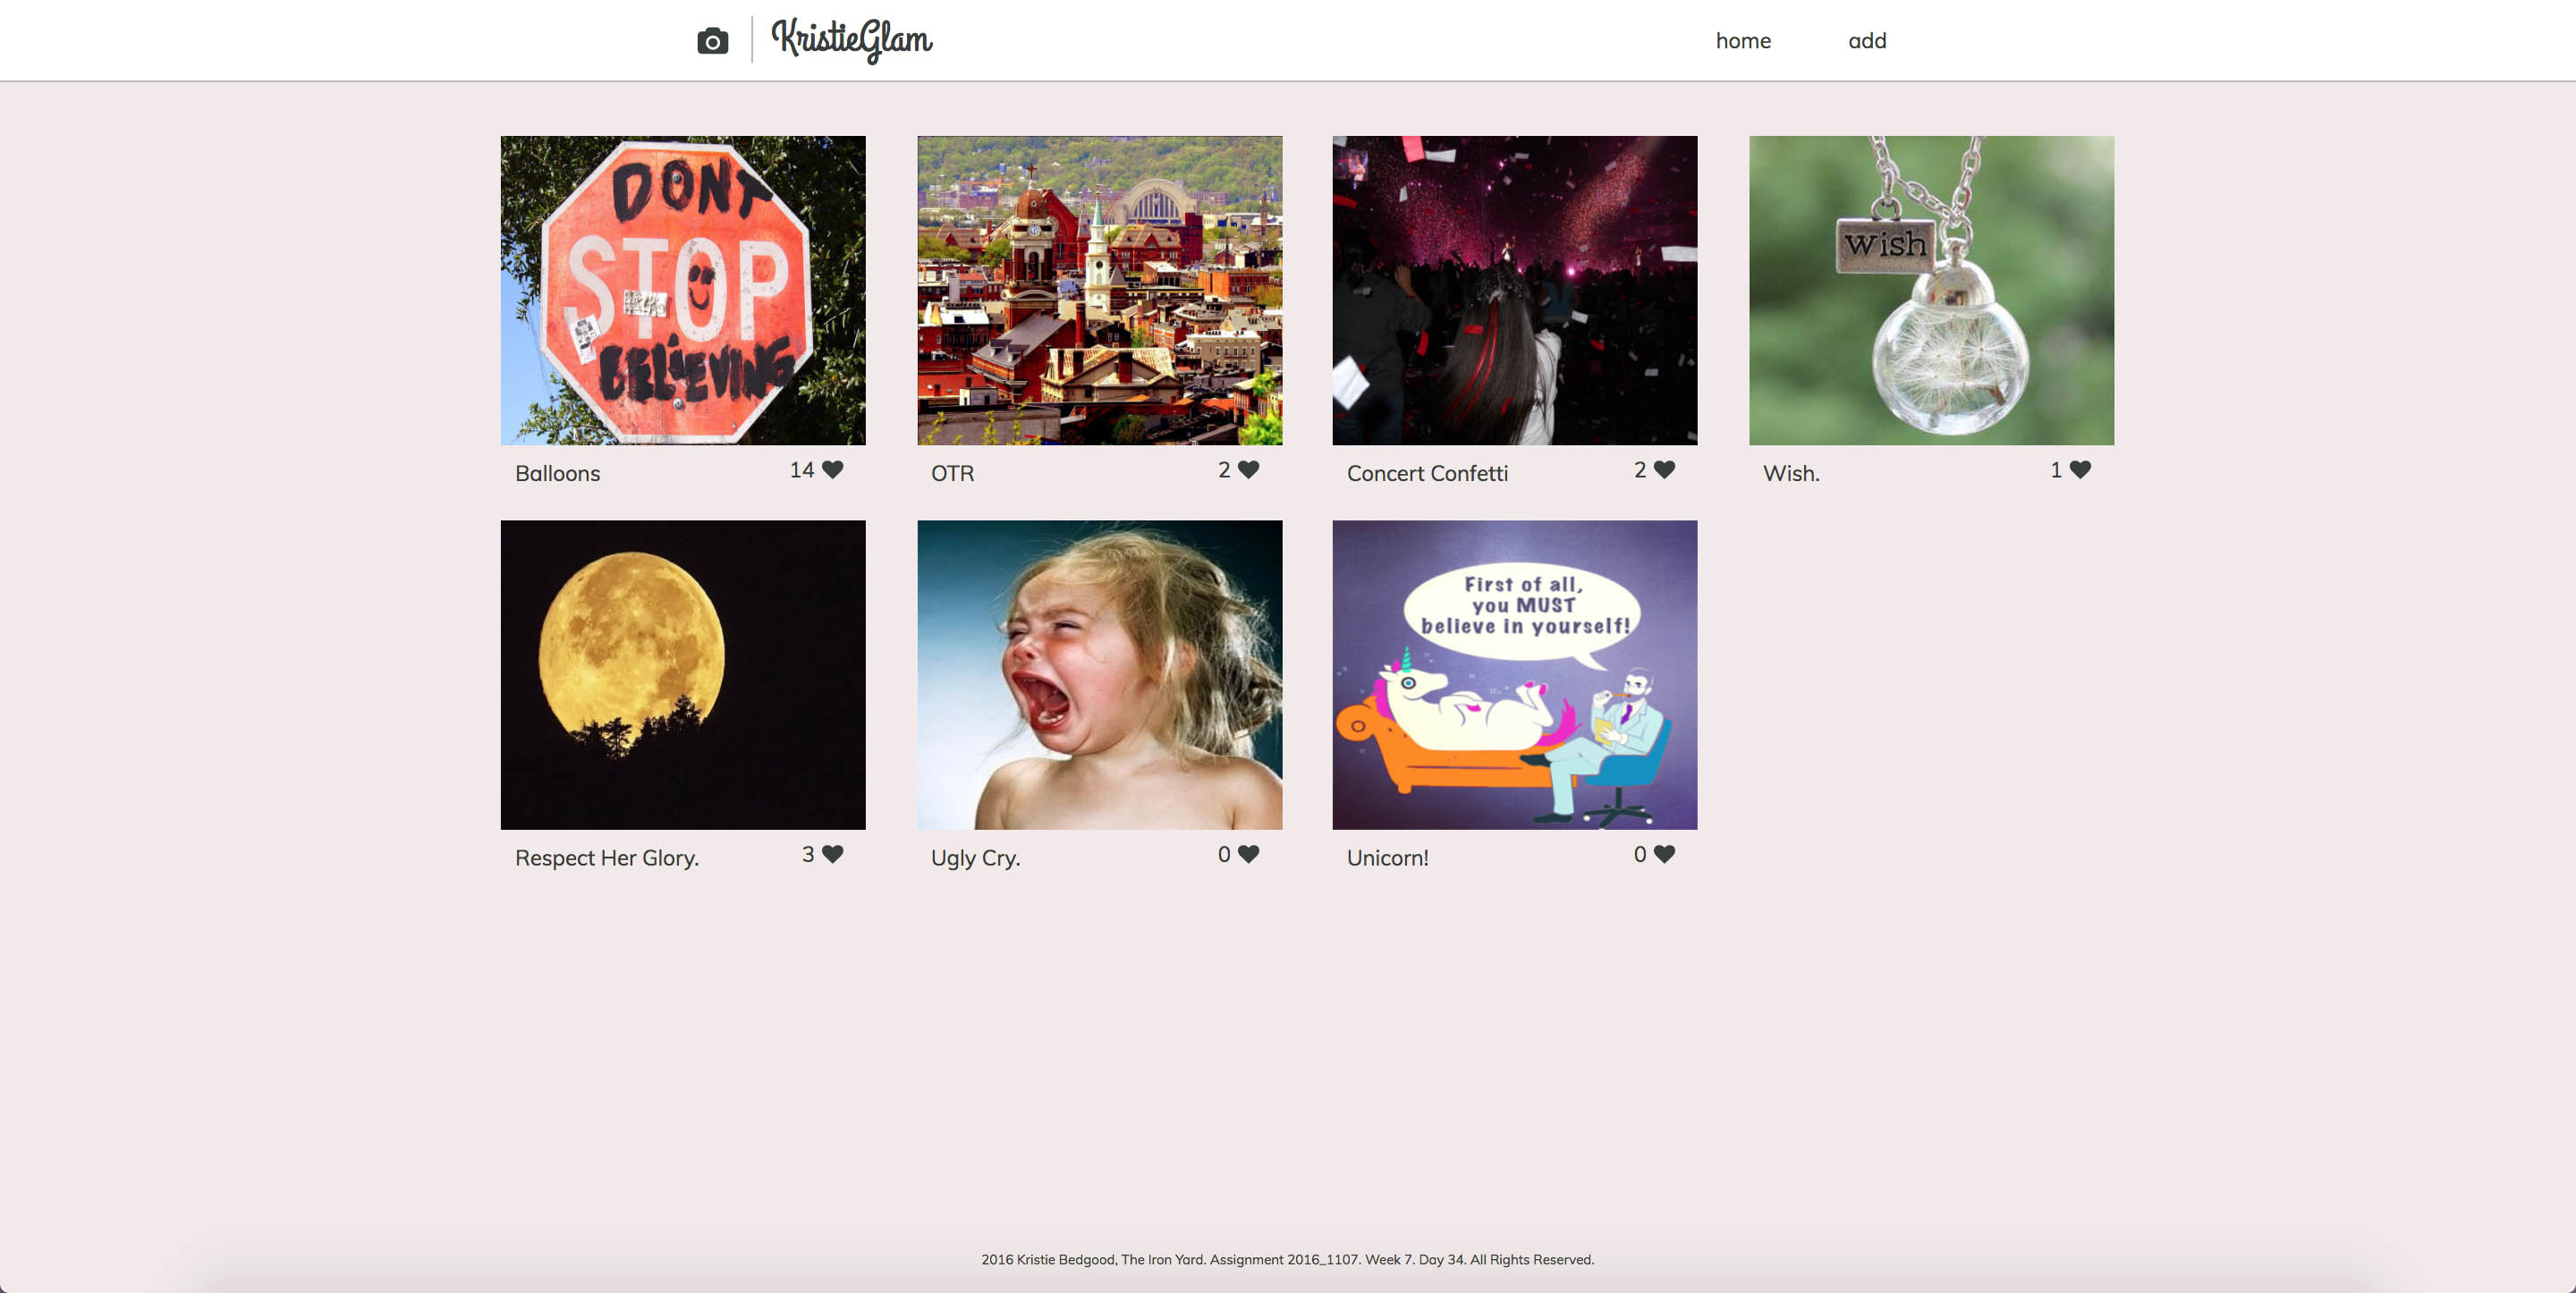 KristieGlam
home
add
DONT
STOP
BELiEVING
Wish
Balloons
14
OTR
2
Concert Confetti
2
Wish.
1
First of all,
you MUST
believe in yourself!
Respect Her Glory.
3
Ugly Cry.
0
Unicorn!
0
2016 Kristie Bedgood, The Iron Yard. Assignment 2016_1107. Week 7. Day 34. All Rights Reserved.